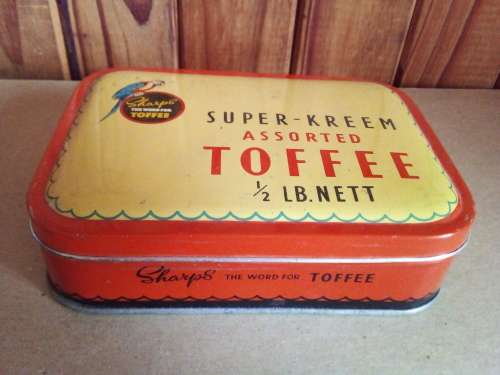 Sharps
THE WORD FOR
TOFFEE
SUPER-KREEM
ASSORTED
TOFFEE
1/2 LB. NETT
Sharps THE WORD FOR TOFFEE